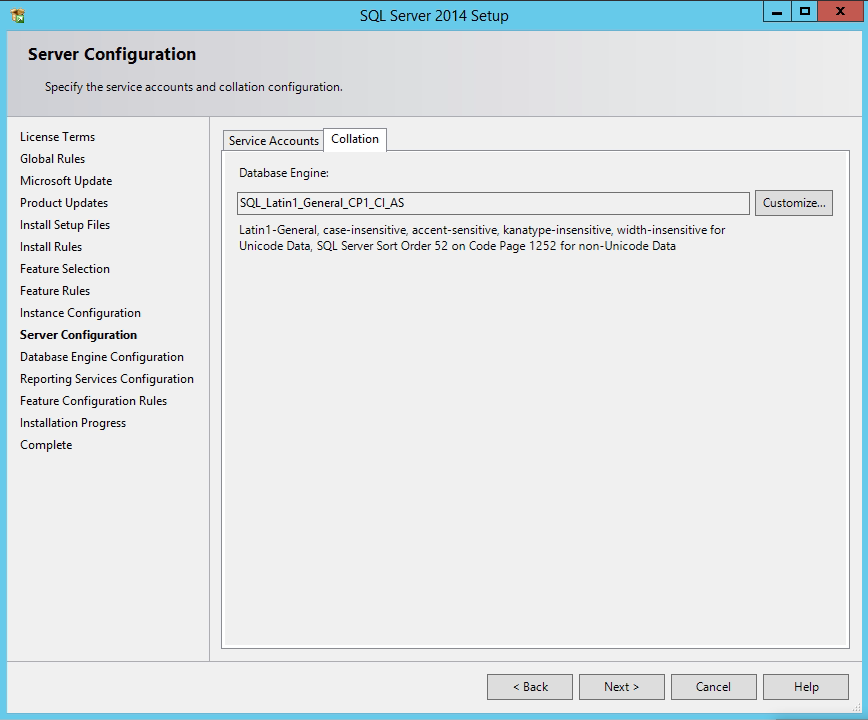 SQL Server 2014 Setup
Server Configuration
Specify the service accounts and collation configuration.
License Terms
Global Rules
Microsoft Update
Product Updates
Install Setup Files
Install Rules
Feature Selection
Feature Rules
Instance Configuration
Server Configuration
Database Engine Configuration
Reporting Services Configuration
Feature Configuration Rules
Installation Progress
Complete
Service Accounts
Collation
Database Engine:
SQL_Latin1_General_CP1_CI_AS
Customize...
Latin1-General, case-insensitive, accent-sensitive, kanatype-insensitive, width-insensitive for
Unicode Data, SQL Server Sort Order 52 on Code Page 1252 for non-Unicode Data
< Back
Next >
Cancel
Help